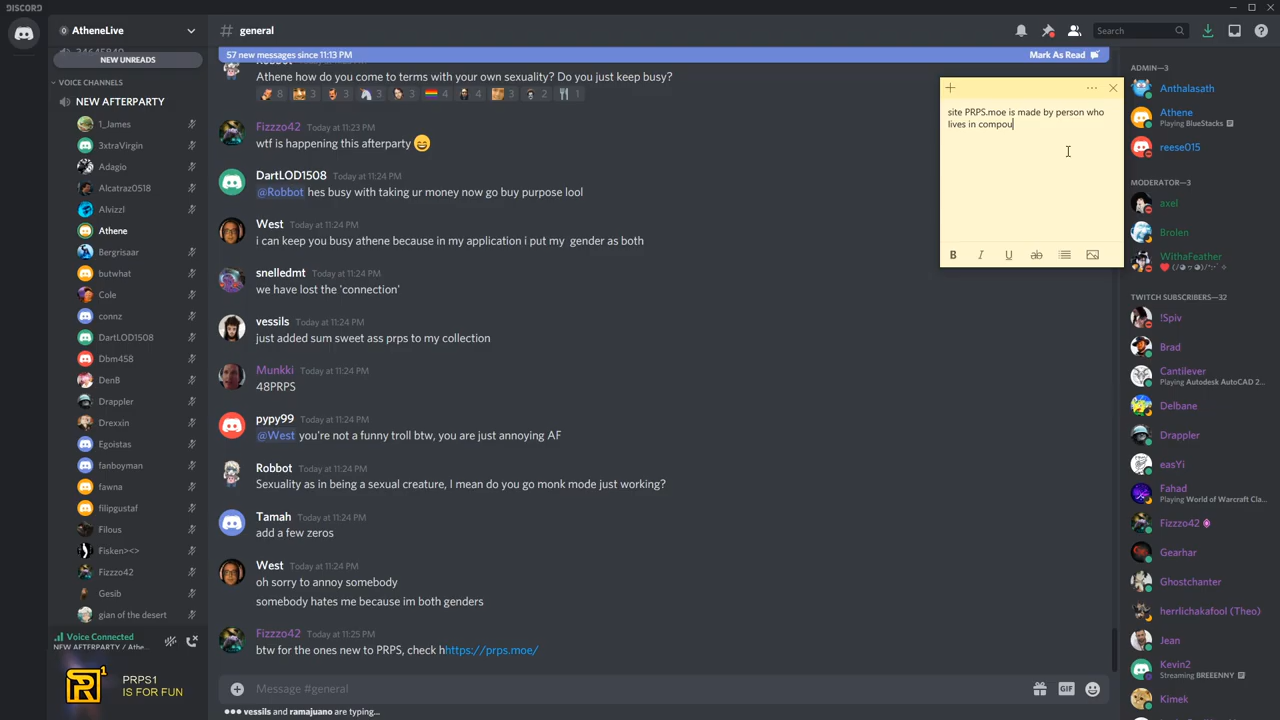 DISCORD
AtheneLive
NEW UNREADS
VOICE CHANNELS
NEW AFTERPARTY
1_James
3xtraVirgin
Adagio
Alcatraz0518
Alvizzl
Athene
Bergrisaar
butwhat
Cole
connz
DartLOD1508
Dbm458
DenB
Drappler
Drexxin
Egoistas
fanboyman
fawna
filipgustaf
Filous
Fisken><>
Fizzzo42
Gesib
gian of the desert
Voice Connected
NEW AFTERPARTY / Athe...
PRPS1
IS FOR FUN
# general
Search
57 new messages since 11:13 PM
Mark As Read
Athene how do you come to terms with your own sexuality? Do you just keep busy?
8 3 3 3 3 4 4 3 2 1
Fizzzo42 Today at 11:23 PM
wtf is happening this afterparty
DartLOD1508 Today at 11:24 PM
@Robbot hes busy with taking ur money now go buy purpose lool
West Today at 11:24 PM
i can keep you busy athene because in my application i put my gender as both
snelledmt Today at 11:24 PM
we have lost the 'connection'
vessils Today at 11:24 PM
just added sum sweet ass prps to my collection
Munkki Today at 11:24 PM
48PRPS
pypy99 Today at 11:24 PM
@West you're not a funny troll btw, you are just annoying AF
Robbot Today at 11:24 PM
Sexuality as in being a sexual creature, I mean do you go monk mode just working?
Tamah Today at 11:24 PM
add a few zeros
West Today at 11:24 PM
oh sorry to annoy somebody
somebody hates me because im both genders
Fizzzo42 Today at 11:25 PM
btw for the ones new to PRPS, check hhttps://prps.moe/
Message #general
GIF
vessils and ramajuano are typing...
site PRPS.moe is made by person who
lives in compou
B I U ab
ADMIN—3
Anthalasath
Athene
Playing BlueStacks
reese015
MODERATOR—3
axel
Brolen
WithaFeather
TWITCH SUBSCRIBERS—32
!Spiv
Brad
Cantilever
Playing Autodesk AutoCAD 2...
Delbane
Drappler
easYi
Fahad
Playing World of Warcraft Cla...
Fizzzo42
Gearhar
Ghostchanter
herrlichakafool (Theo)
Jean
Kevin2
Streaming BREEENNY
Kimek